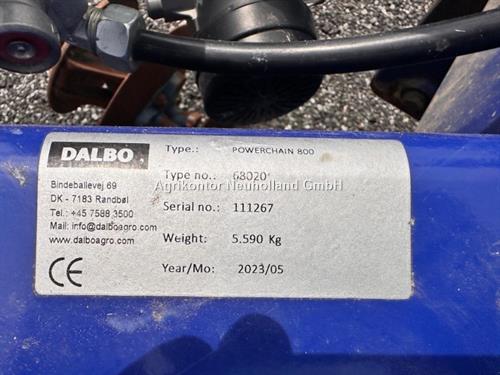 DALBO
Bindeballevej 69
DK - 7183 Randbøl
Tel.: +45 7588 3500
Mail: info@dalboagro.com
www.dalboagro.com
CE
Type.: POWERCHAIN 800
Type no.: 68020
Agrikontor Neuholland GmbH
Serial no.: 111267
Weight: 5.590 Kg
Year/Mo: 2023/05